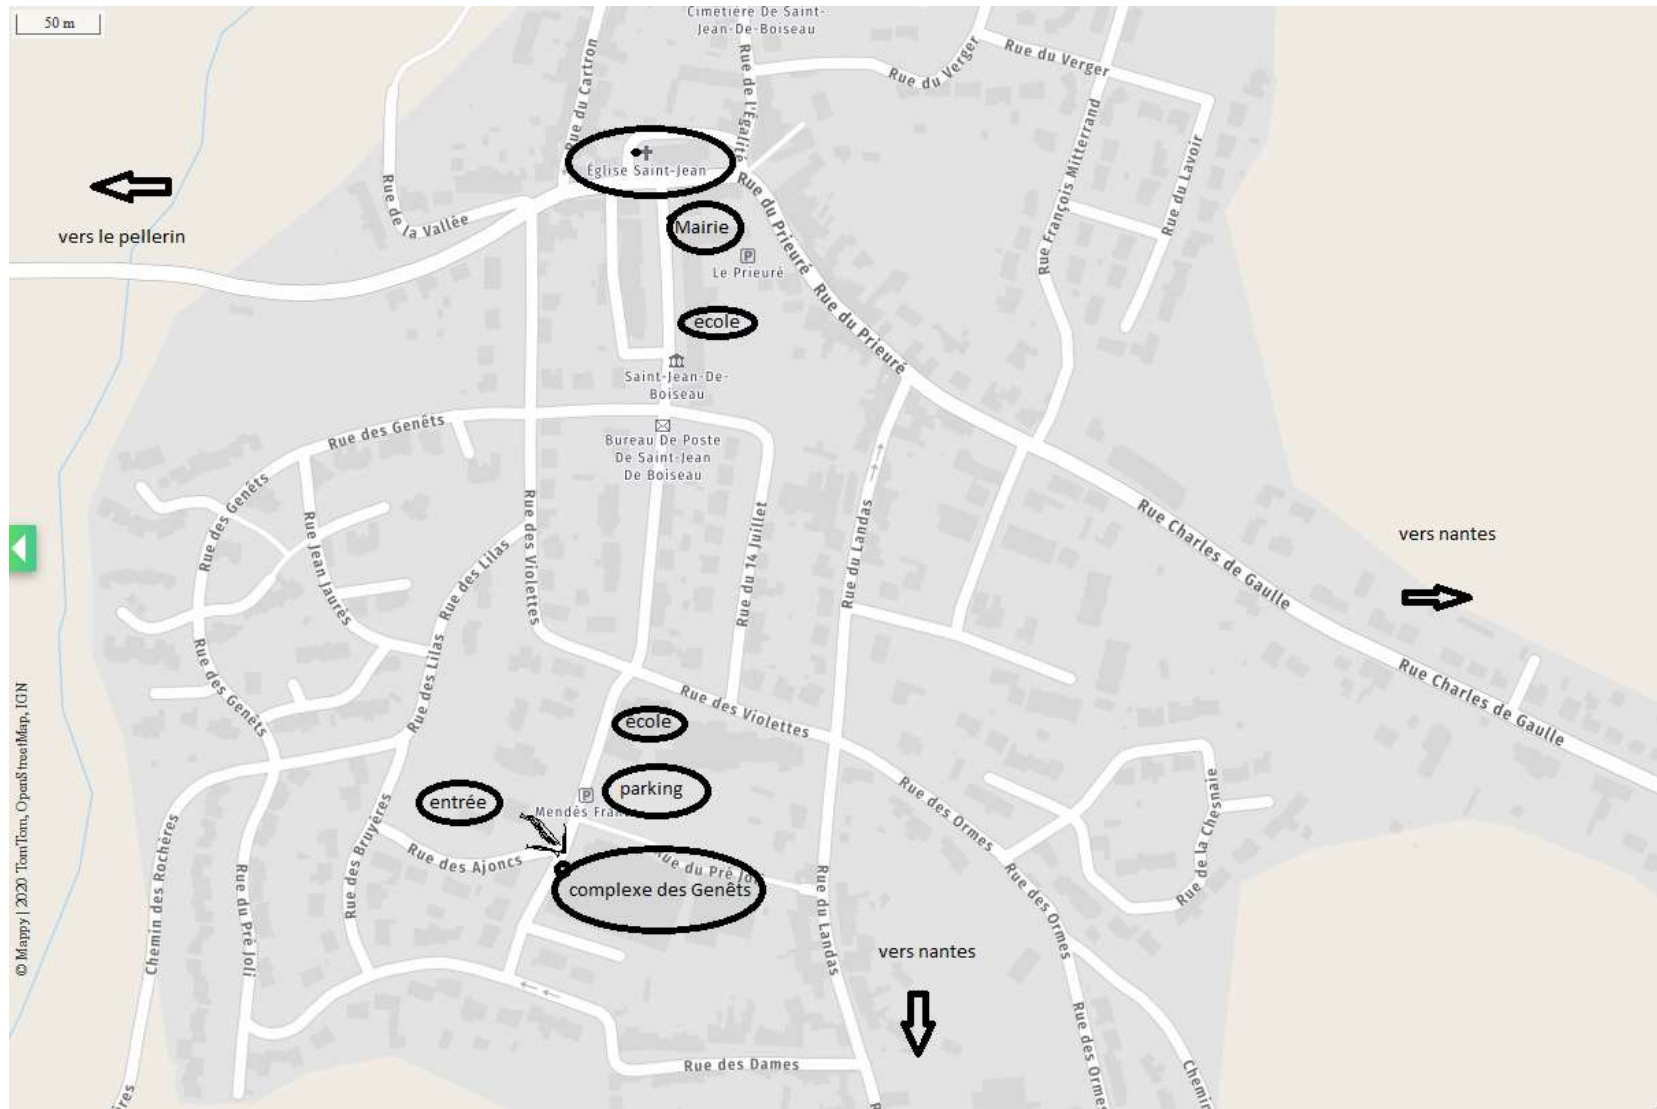 50 m
Cimetière De Saint-
Jean-De-Boiseau
Rue du Cartron
Rue de l'Égalité
Rue du Verger
Rue du Verger
Rue François Mitterrand
Rue du Lavoir
Église Saint-Jean
Rue du Prieuré
Rue de la Vallée
vers le pellerin
Mairie
Le Prieuré
école
Rue du Prieuré
Saint-Jean-De-
Boiseau
Rue des Genêts
Bureau De Poste
De Saint-Jean
De Boiseau
Rue des Genêts
Rue Jean Jaurès
Rue des Lilas
Rue des Violettes
Rue du 14 Juillet
Rue du Landas
Rue Charles de Gaulle
vers nantes
Rue des Genêts
Rue des Lilas
Rue des Violettes
Rue Charles de Gaulle
école
parking
entrée
Mendès Fran
Rue des Ormes
Rue de la Chesnaie
Chemin des Rochères
Rue du Pré Joli
Rue des Bruyères
Rue des Ajoncs
Rue du Pré Jo
complexe des Genêts
Rue du Landas
Rue des Ormes
vers nantes
Rue des Dames
Rue des Ormes
Chemin
ères
© Mappy | 2020 TomTom, OpenStreetMap, IGN